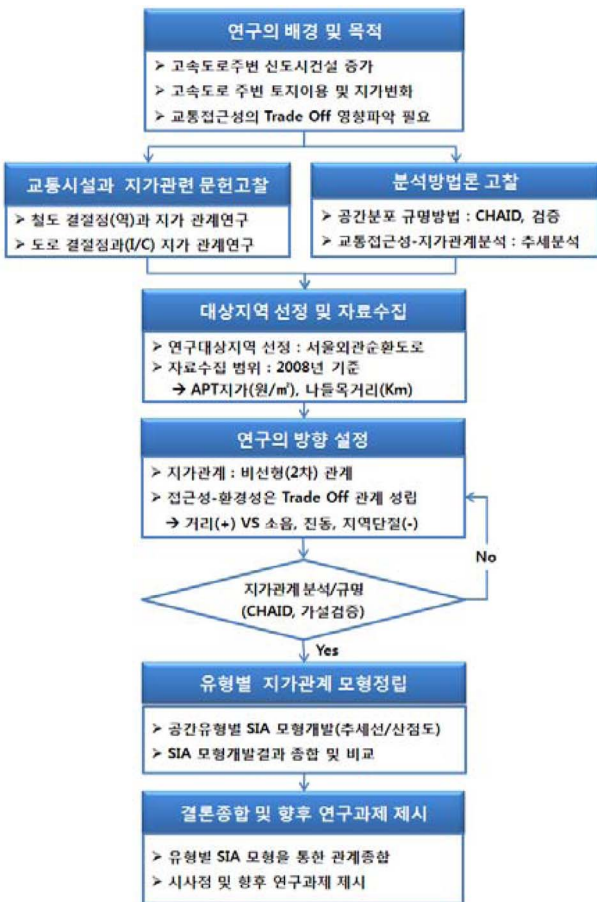 연구의 배경 및 목적
➢ 고속도로주변 신도시건설 증가
➢ 고속도로 주변 토지이용 및 지가변화
➢ 교통접근성의 Trade Off 영향파악 필요
교통시설과 지가관련 문헌고찰
➢ 철도 결절점(역)과 지가 관계연구
➢ 도로 결절점과(I/C) 지가 관계연구
분석방법론 고찰
➢ 공간분포 규명방법 : CHAID, 검증
➢ 교통접근성-지가관계분석 : 추세분석
대상지역 선정 및 자료수집
➢ 연구대상지역 선정 : 서울외곽순환도로
➢ 자료수집 범위 : 2008년 기준
→ APT지가(원/㎡), 나들목거리(Km)
연구의 방향 설정
➢ 지가관계 : 비선형(2차) 관계
➢ 접근성-환경성은 Trade Off 관계 성립
→ 거리(+) VS 소음, 진동, 지역단절(-)
No
지가관계 분석/규명
(CHAID, 가설검증)
Yes
유형별 지가관계 모형정립
➢ 공간유형별 SIA 모형개발(추세선/산점도)
➢ SIA 모형개발결과 종합 및 비교
결론종합 및 향후 연구과제 제시
➢ 유형별 SIA 모형을 통한 관계종합
➢ 시사점 및 향후 연구과제 제시